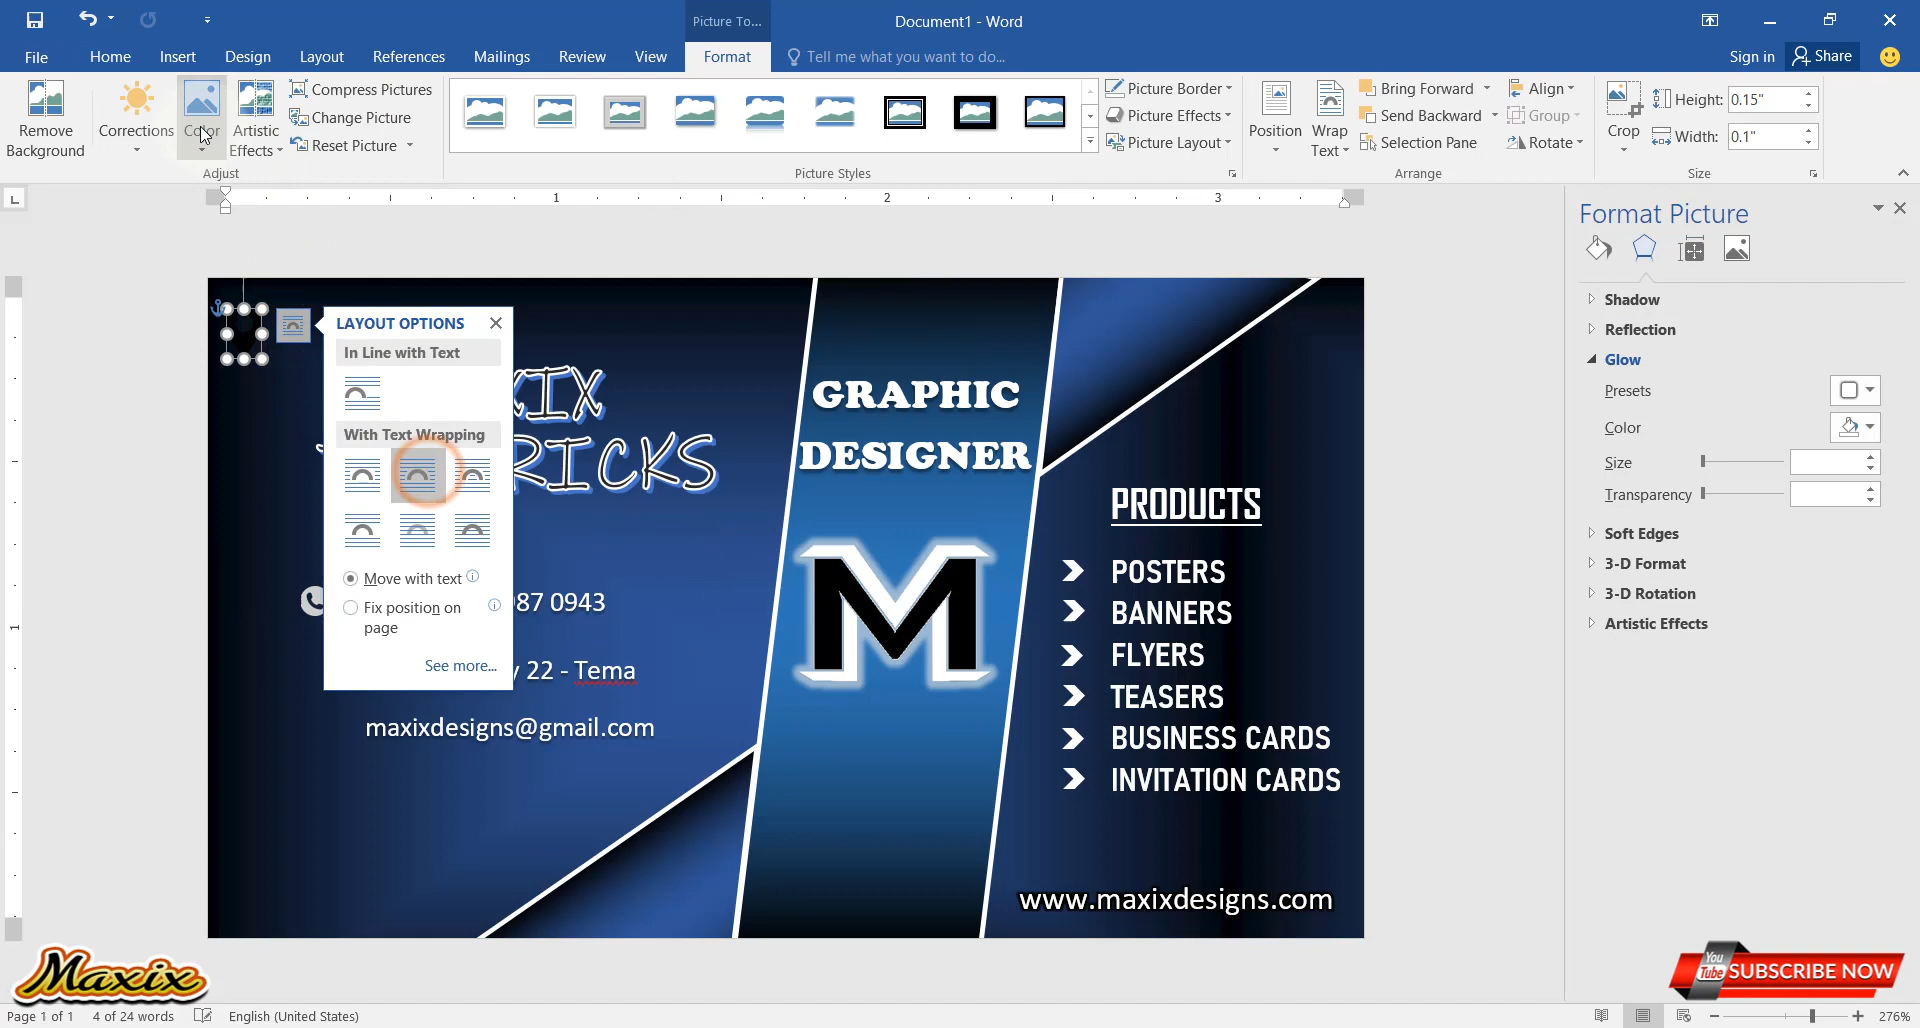 Picture To...
Document1 - Word
File
Home
Insert
Design
Layout
References
Mailings
Review
View
Format
Tell me what you want to do...
Sign in
Share
Remove
Background
Corrections
Color
Artistic
Effects
Compress Pictures
Change Picture
Reset Picture
Adjust
Picture Styles
Picture Border
Picture Effects
Picture Layout
Position
Wrap
Text
Bring Forward
Send Backward
Selection Pane
Align
Group
Rotate
Arrange
Crop
Height: 0.15"
Width: 0.1"
Size
L
1
2
3
1
LAYOUT OPTIONS
In Line with Text
With Text Wrapping
Move with text
Fix position on
page
See more...
XIX
RICKS
87 0943
22 - Tema
maxixdesigns@gmail.com
GRAPHIC
DESIGNER
M
PRODUCTS
POSTERS
BANNERS
FLYERS
TEASERS
BUSINESS CARDS
INVITATION CARDS
www.maxixdesigns.com
Format Picture
Shadow
Reflection
Glow
Presets
Color
Size
Transparency
Soft Edges
3-D Format
3-D Rotation
Artistic Effects
Maxix
You
Tube
SUBSCRIBE NOW
Page 1 of 1
4 of 24 words
English (United States)
276%